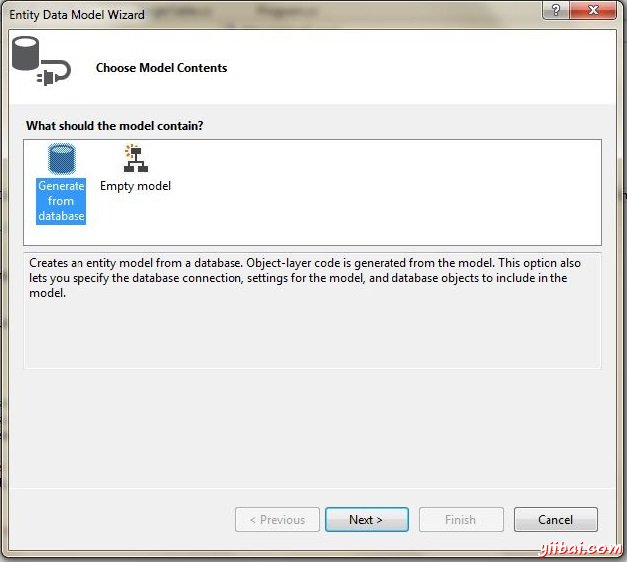 Entity Data Model Wizard
Choose Model Contents
What should the model contain?
Generate
from
database
Empty model
Creates an entity model from a database. Object-layer code is generated from the model. This option also
lets you specify the database connection, settings for the model, and database objects to include in the
model.
< Previous
Next >
Finish
Cancel
yiibai.com